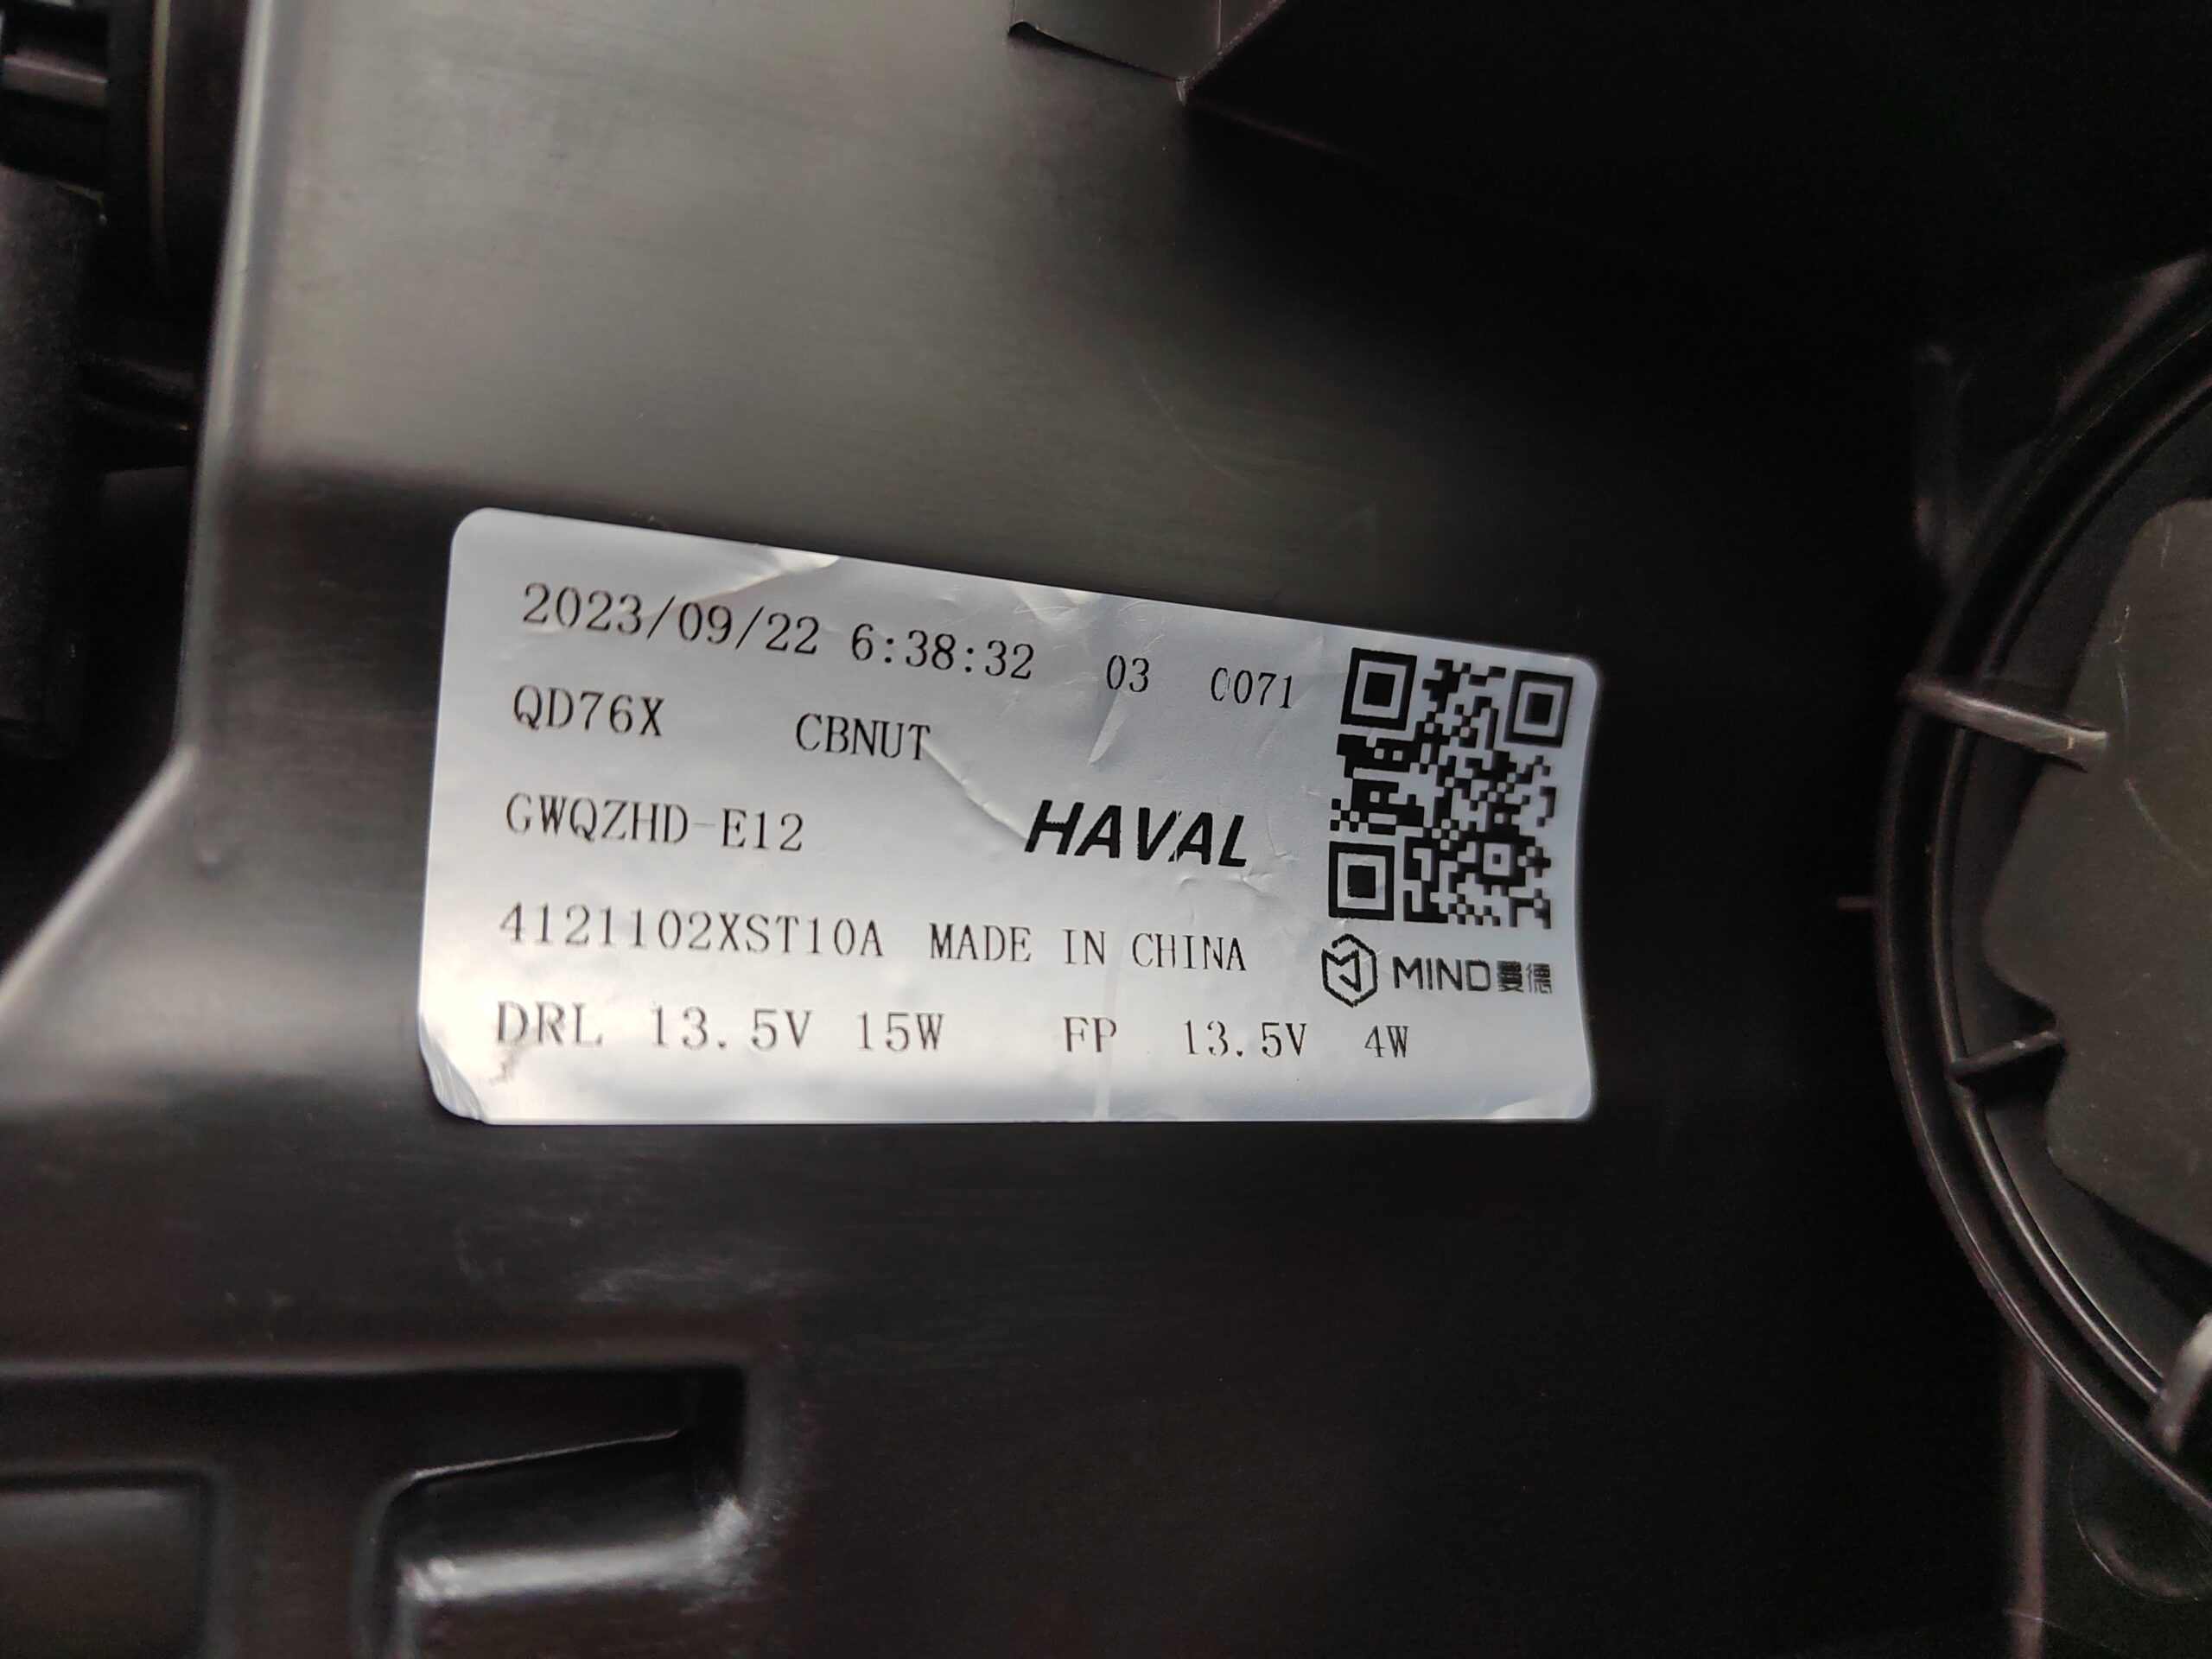 2023/09/22 6:38:32 03 0071
QD76X CBNUT
GWQZHD-E12
HAVAL
4121102XST10A MADE IN CHINA
MIND曼德
DRL 13.5V 15W FP 13.5V 4W